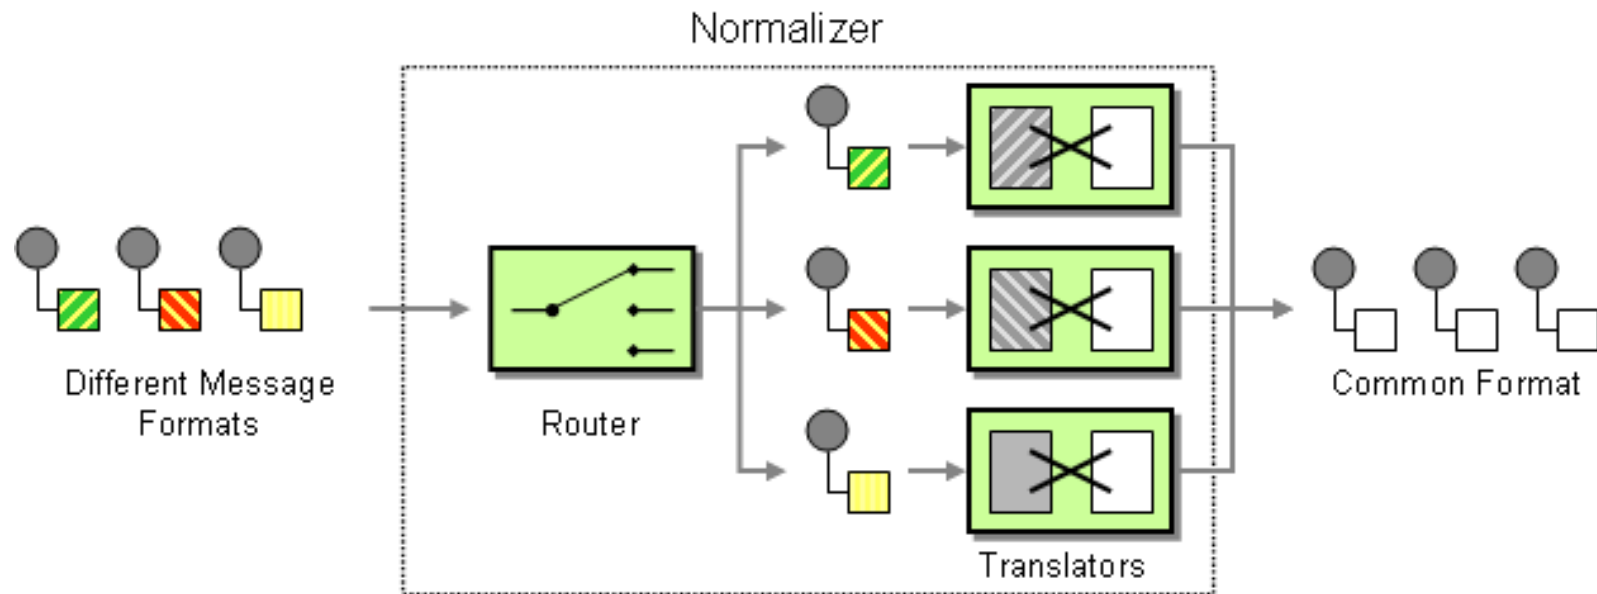 Normalizer
Different Message
Formats
Router
Translators
Common Format